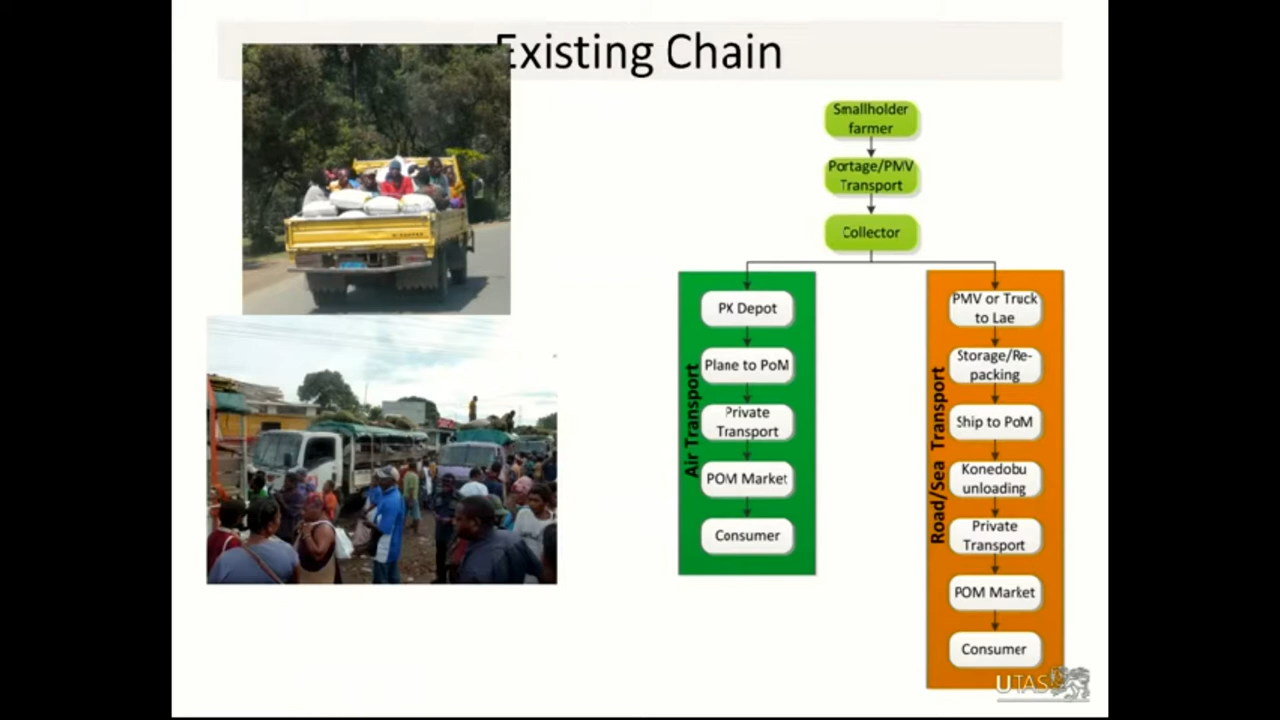 Existing Chain
Smallholder
farmer
Portage/PMV
Transport
Collector
Air Transport
PX Depot
Plane to PoM
Private
Transport
POM Market
Consumer
Road/Sea Transport
PMV or Truck
to Lae
Storage/Re-
packing
Ship to PoM
Konedobu
unloading
Private
Transport
POM Market
Consumer
UTAS